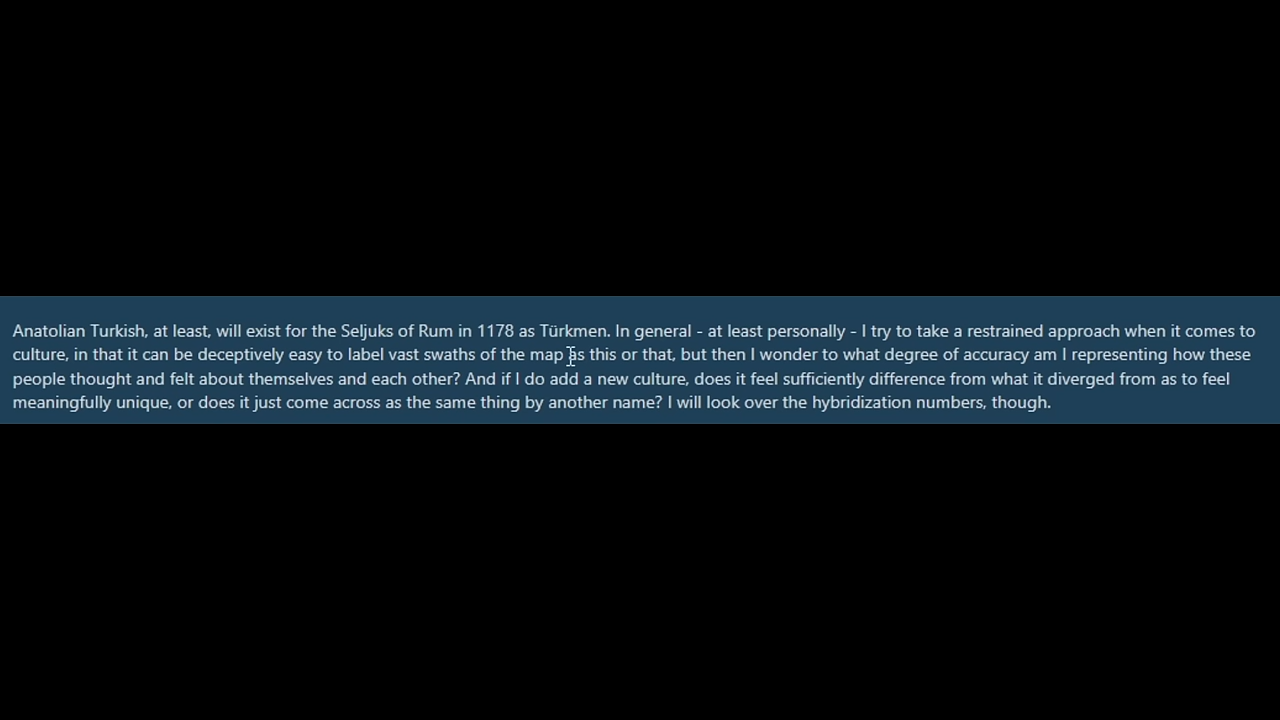 Anatolian Turkish, at least, will exist for the Seljuks of Rum in 1178 as Türkmen. In general - at least personally - I try to take a restrained approach when it comes to
culture, in that it can be deceptively easy to label vast swaths of the map as this or that, but then I wonder to what degree of accuracy am I representing how these
people thought and felt about themselves and each other? And if I do add a new culture, does it feel sufficiently difference from what it diverged from as to feel
meaningfully unique, or does it just come across as the same thing by another name? I will look over the hybridization numbers, though.